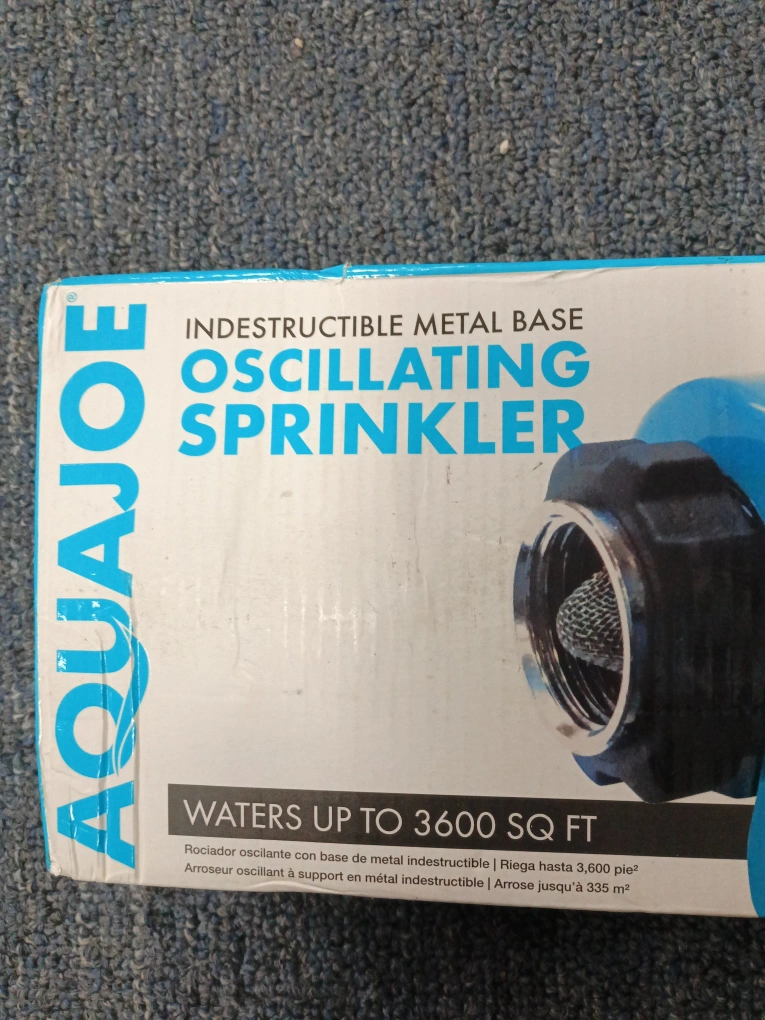 AQUAJOE®
INDESTRUCTIBLE METAL BASE
OSCILLATING
SPRINKLER
WATERS UP TO 3600 SQ FT
Rociador oscilante con base de metal indestructible | Riega hasta 3,600 pie²
Arroseur oscillant à support en métal indestructible | Arrose jusqu'à 335 m²